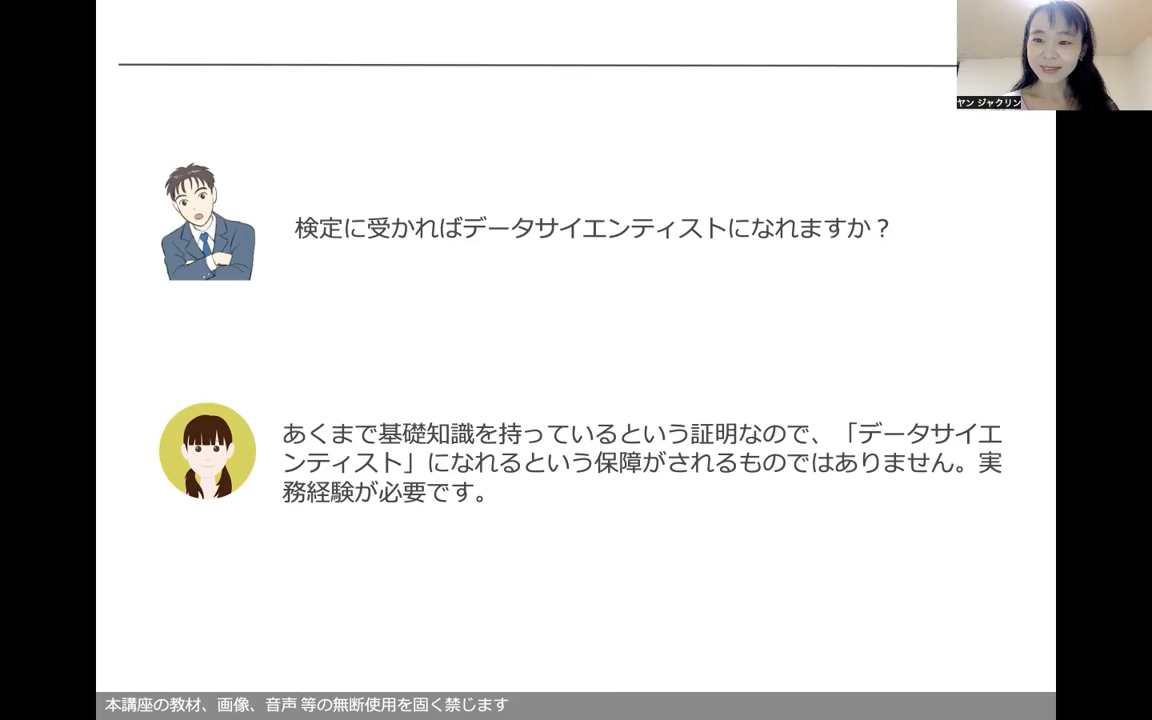 ヤン ジャクリン
検定に受かればデータサイエンティストになれますか？
あくまで基礎知識を持っているという証明なので、「データサイエ
ンティスト」になれるという保障がされるものではありません。実
務経験が必要です。
本講座の教材、画像、音声 等の無断使用を固く禁じます